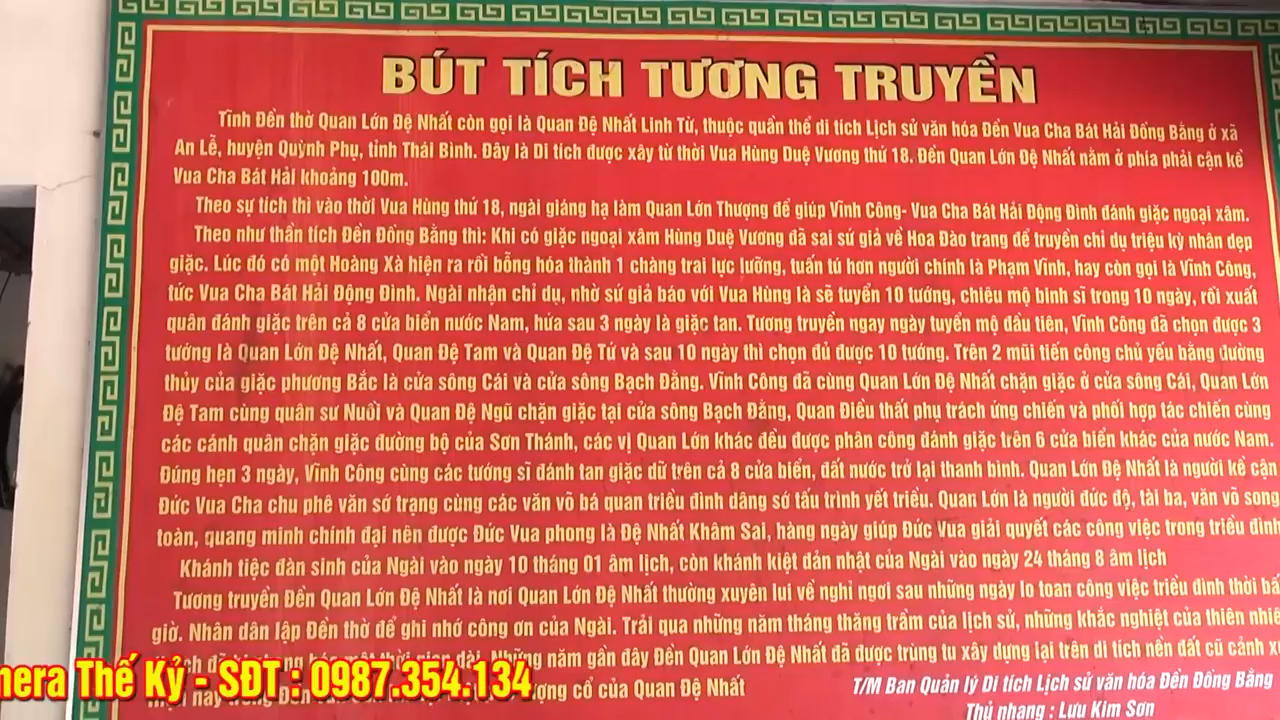 BÚT TÍCH TƯƠNG TRUYỀN
Tĩnh Đền thờ Quan Lớn Đệ Nhất còn gọi là Quan Đệ Nhất Linh Từ, thuộc quần thể di tích Lịch sử văn hóa Đền Vua Cha Bát Hải Đồng Bằng ở xã
An Lễ, huyện Quỳnh Phụ, tỉnh Thái Bình. Đây là Di tích được xây từ thời Vua Hùng Duệ Vương thứ 18. Đền Quan Lớn Đệ Nhất nằm ở phía phải cận kề
Vua Cha Bát Hải khoảng 100m.
Theo sự tích thì vào thời Vua Hùng thứ 18, ngài giáng hạ làm Quan Lớn Thượng để giúp Vĩnh Công- Vua Cha Bát Hải Động Đình đánh giặc ngoại xâm.
Theo như thần tích Đền Đồng Bằng thì: Khi có giặc ngoại xâm Hùng Duệ Vương đã sai sứ giả về Hoa Đào trang để truyền chỉ dụ triệu kỳ nhân dẹp
giặc. Lúc đó có một Hoàng Xà hiện ra rồi bỗng hóa thành 1 chàng trai lực lưỡng, tuấn tú hơn người chính là Phạm Vĩnh, hay còn gọi là Vĩnh Công,
tức Vua Cha Bát Hải Động Đình. Ngài nhận chỉ dụ, nhờ sứ giả báo với Vua Hùng là sẽ tuyển 10 tướng, chiêu mộ binh sĩ trong 10 ngày, rồi xuất
quân đánh giặc trên cả 8 cửa biển nước Nam, hứa sau 3 ngày là giặc tan. Tương truyền ngay ngày tuyển mộ đầu tiên, Vĩnh Công đã chọn được 3
tướng là Quan Lớn Đệ Nhất, Quan Đệ Tam và Quan Đệ Tứ và sau 10 ngày thì chọn đủ được 10 tướng. Trên 2 mũi tiến công chủ yếu bằng đường
thủy của giặc phương Bắc là cửa sông Cái và cửa sông Bạch Đằng. Vĩnh Công đã cùng Quan Lớn Đệ Nhất chặn giặc ở cửa sông Cái, Quan Lớn
Đệ Tam cùng quân sư Nuồi và Quan Đệ Ngũ chặn giặc tại cửa sông Bạch Đằng, Quan Điều thất phụ trách ứng chiến và phối hợp tác chiến cùng
các cánh quân chặn giặc đường bộ của Sơn Thánh, các vị Quan Lớn khác đều được phân công đánh giặc trên 6 cửa biển khác của nước Nam.
Đúng hẹn 3 ngày, Vĩnh Công cùng các tướng sĩ đánh tan giặc dữ trên cả 8 cửa biển, đất nước trở lại thanh bình. Quan Lớn Đệ Nhất là người kề cận
Đức Vua Cha chu phê văn sớ trạng cùng các văn võ bá quan triều đình dâng sớ tấu trình yết triều. Quan Lớn là người đức độ, tài ba, văn võ song
toàn, quang minh chính đại nên được Đức Vua phong là Đệ Nhất Khâm Sai, hàng ngày giúp Đức Vua giải quyết các công việc trong triều đình
Khánh tiệc đàn sinh của Ngài vào ngày 10 tháng 01 âm lịch, còn khánh kiệt đản nhật của Ngài vào ngày 24 tháng 8 âm lịch
Tương truyền Đền Quan Lớn Đệ Nhất là nơi Quan Lớn Đệ Nhất thường xuyên lui về nghỉ ngơi sau những ngày lo toan công việc triều đình thời
giờ. Nhân dân lập Đền thờ để ghi nhớ công ơn của Ngài. Trải qua những năm tháng thăng trầm của lịch sử, những khắc nghiệt của thiên
một thời gian dài. Những năm gần đây Đền Quan Lớn Đệ Nhất đã được trùng tu xây dựng lại trên di tích nền đất cũ cảnh
cổ của Quan Đệ Nhất
T/M Ban Quản lý Di tích Lịch sử văn hóa Đền Đồng Bằng
Thủ nhang : Lưu Kim Sơn
mera Thế Kỷ - SĐT : 0987.354.134